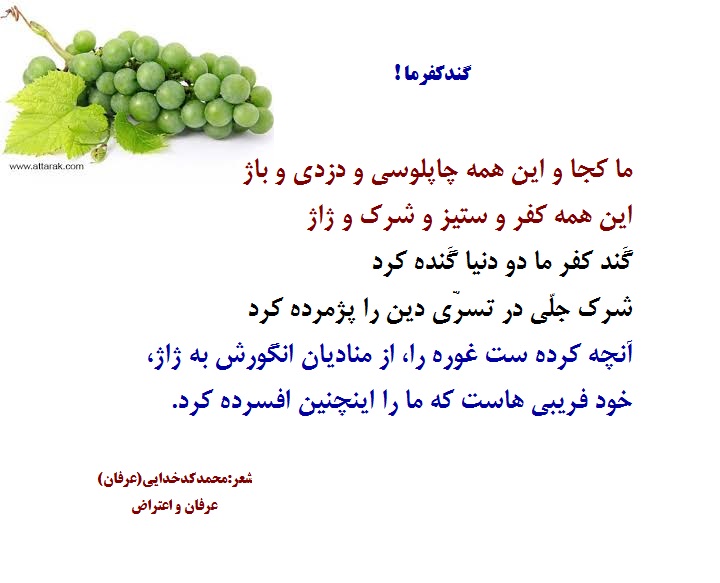 گندکفرما !
www.attarak.com
ما کجا و این همه چاپلوسی و دزدی و باژ
این همه کفر و ستیز و شرک و ژاژ
گَند کفر ما دو دنیا گَنده کرد
شرک جلّی در تسرّی دین را پژمرده کرد
آنچه کرده ست غوره را، از منادیان انگورش به ژاژ،
خود فریبی هاست که ما را اینچنین افسرده کرد.
شعر:محمدکدخدایی(عرفان)
عرفان و اعتراض